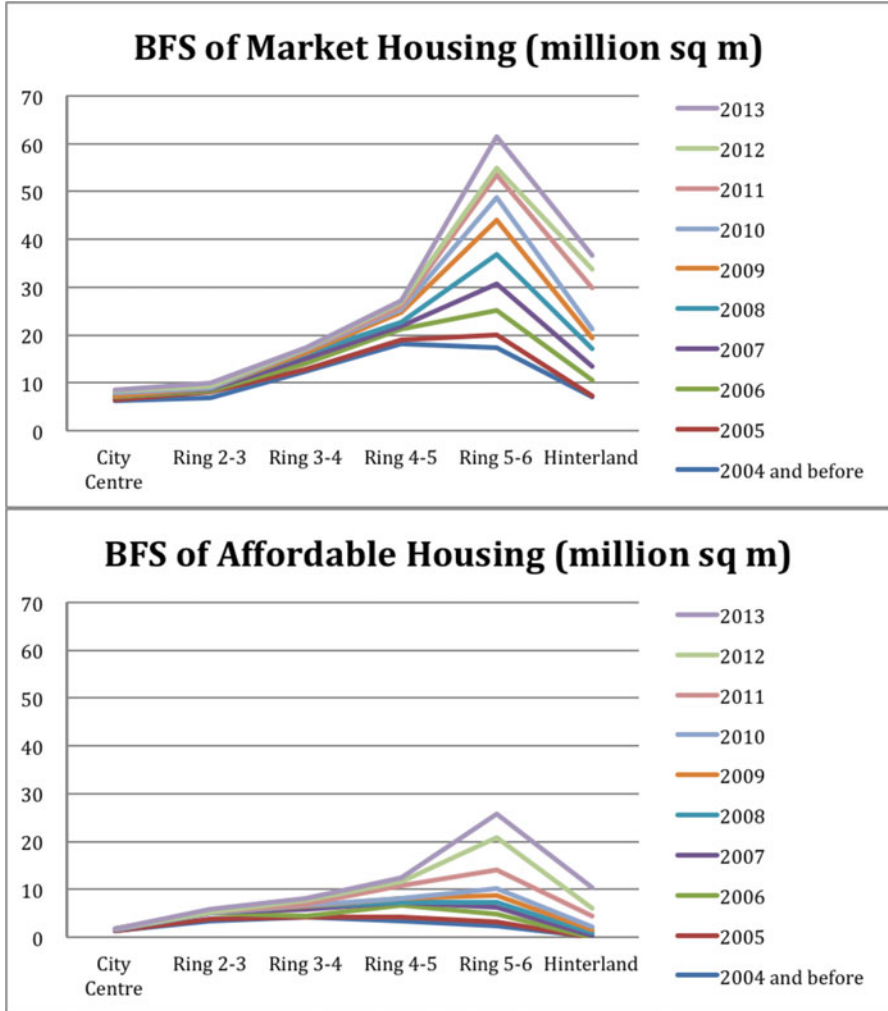 BFS of Market Housing (million sq m)
70
60
50
40
30
20
10
0
City Centre
Ring 2-3
Ring 3-4
Ring 4-5
Ring 5-6
Hinterland
2013
2012
2011
2010
2009
2008
2007
2006
2005
2004 and before
BFS of Affordable Housing (million sq m)
70
60
50
40
30
20
10
0
City Centre
Ring 2-3
Ring 3-4
Ring 4-5
Ring 5-6
Hinterland
2013
2012
2011
2010
2009
2008
2007
2006
2005
2004 and before